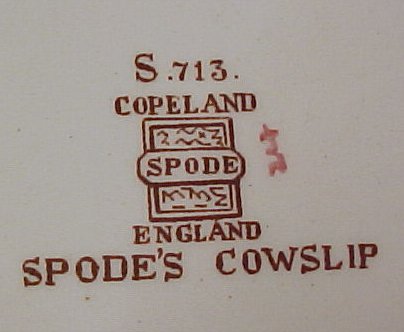 S.713.
COPELAND
SPODE
ENGLAND
SPODE'S COWSLIP